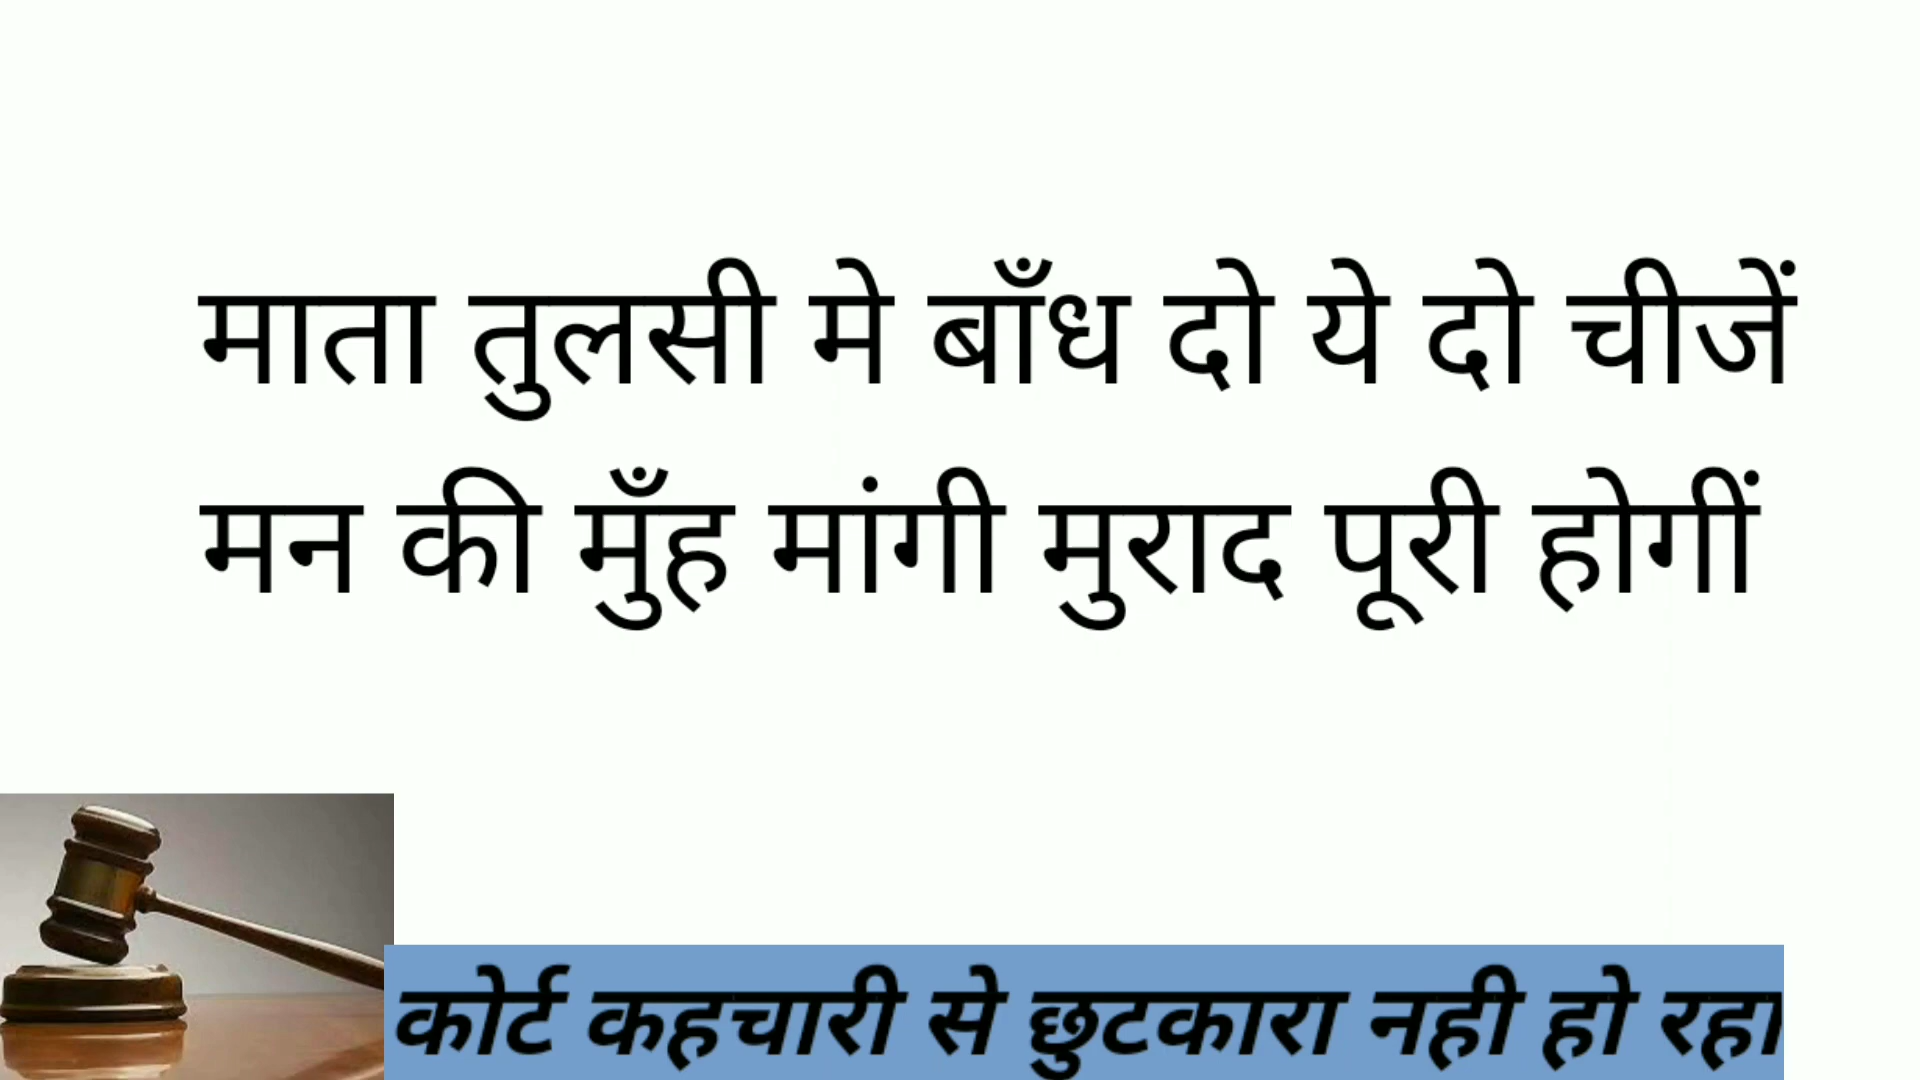 माता तुलसी मे बाँध दो ये दो चीजें
मन की मुँह मांगी मुराद पूरी होगीं
कोर्ट कहचारी से छुटकारा नही हो रहा